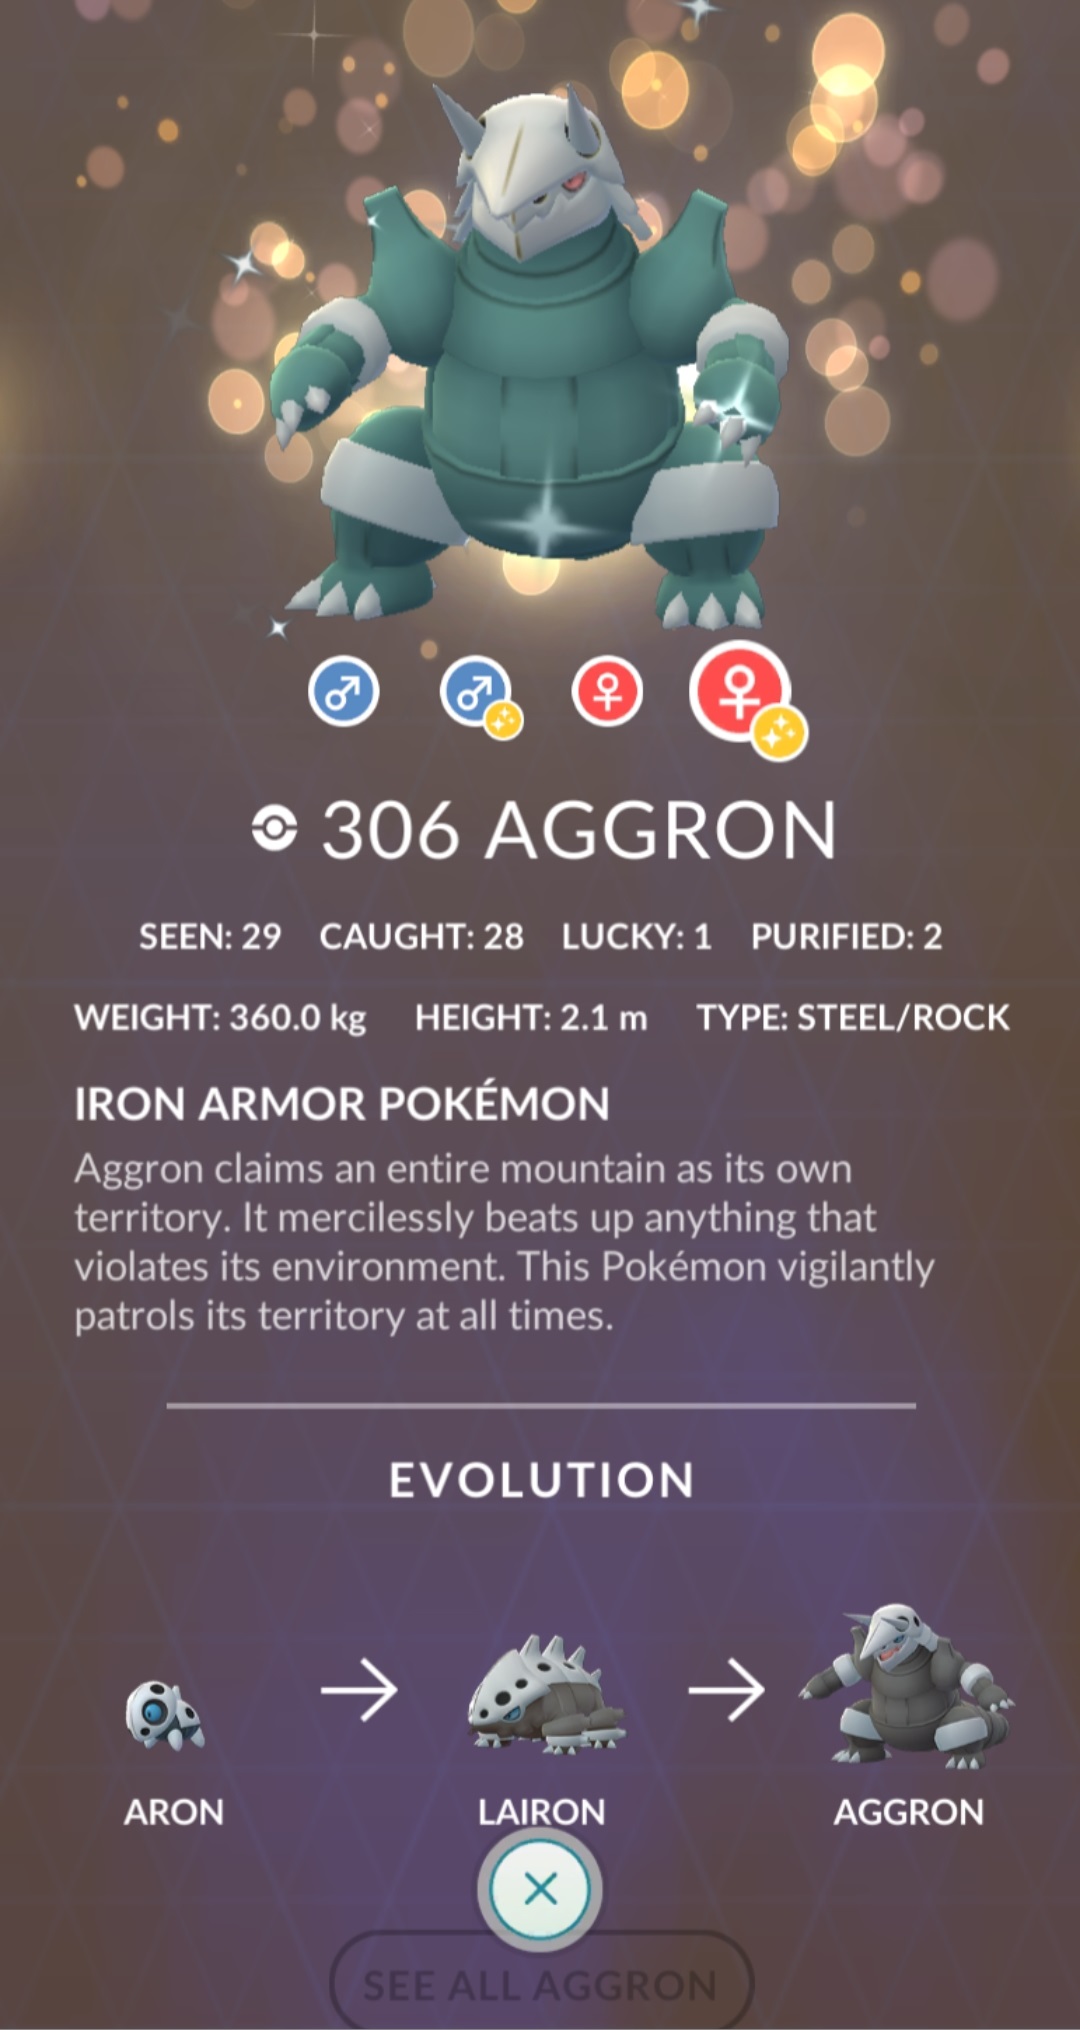 306 AGGRON
SEEN: 29 CAUGHT: 28 LUCKY: 1 PURIFIED: 2
WEIGHT: 360.0 kg HEIGHT: 2.1 m TYPE: STEEL/ROCK
IRON ARMOR POKÉMON
Aggron claims an entire mountain as its own
territory. It mercilessly beats up anything that
violates its environment. This Pokémon vigilantly
patrols its territory at all times.
EVOLUTION
ARON LAIRON AGGRON
SEE ALL AGGRON